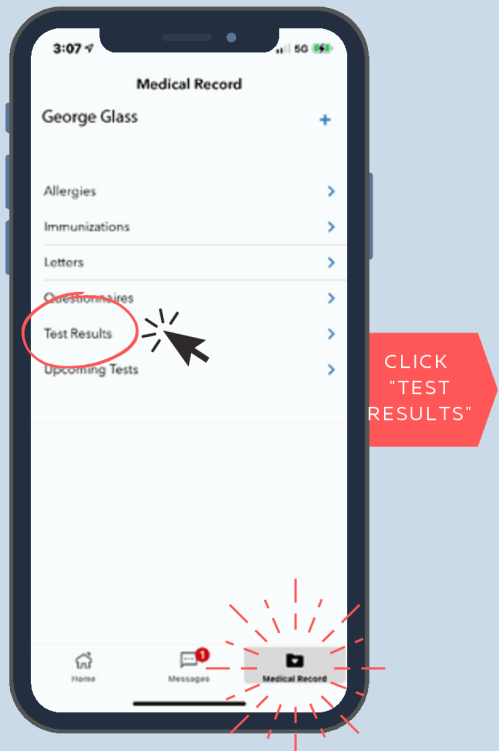 3:07
5G
Medical Record
George Glass
+
Allergies
Immunizations
Letters
Questionnaires
Test Results
Upcoming Tests
CLICK
"TEST
RESULTS"
1
Home
Messages
Medical Record